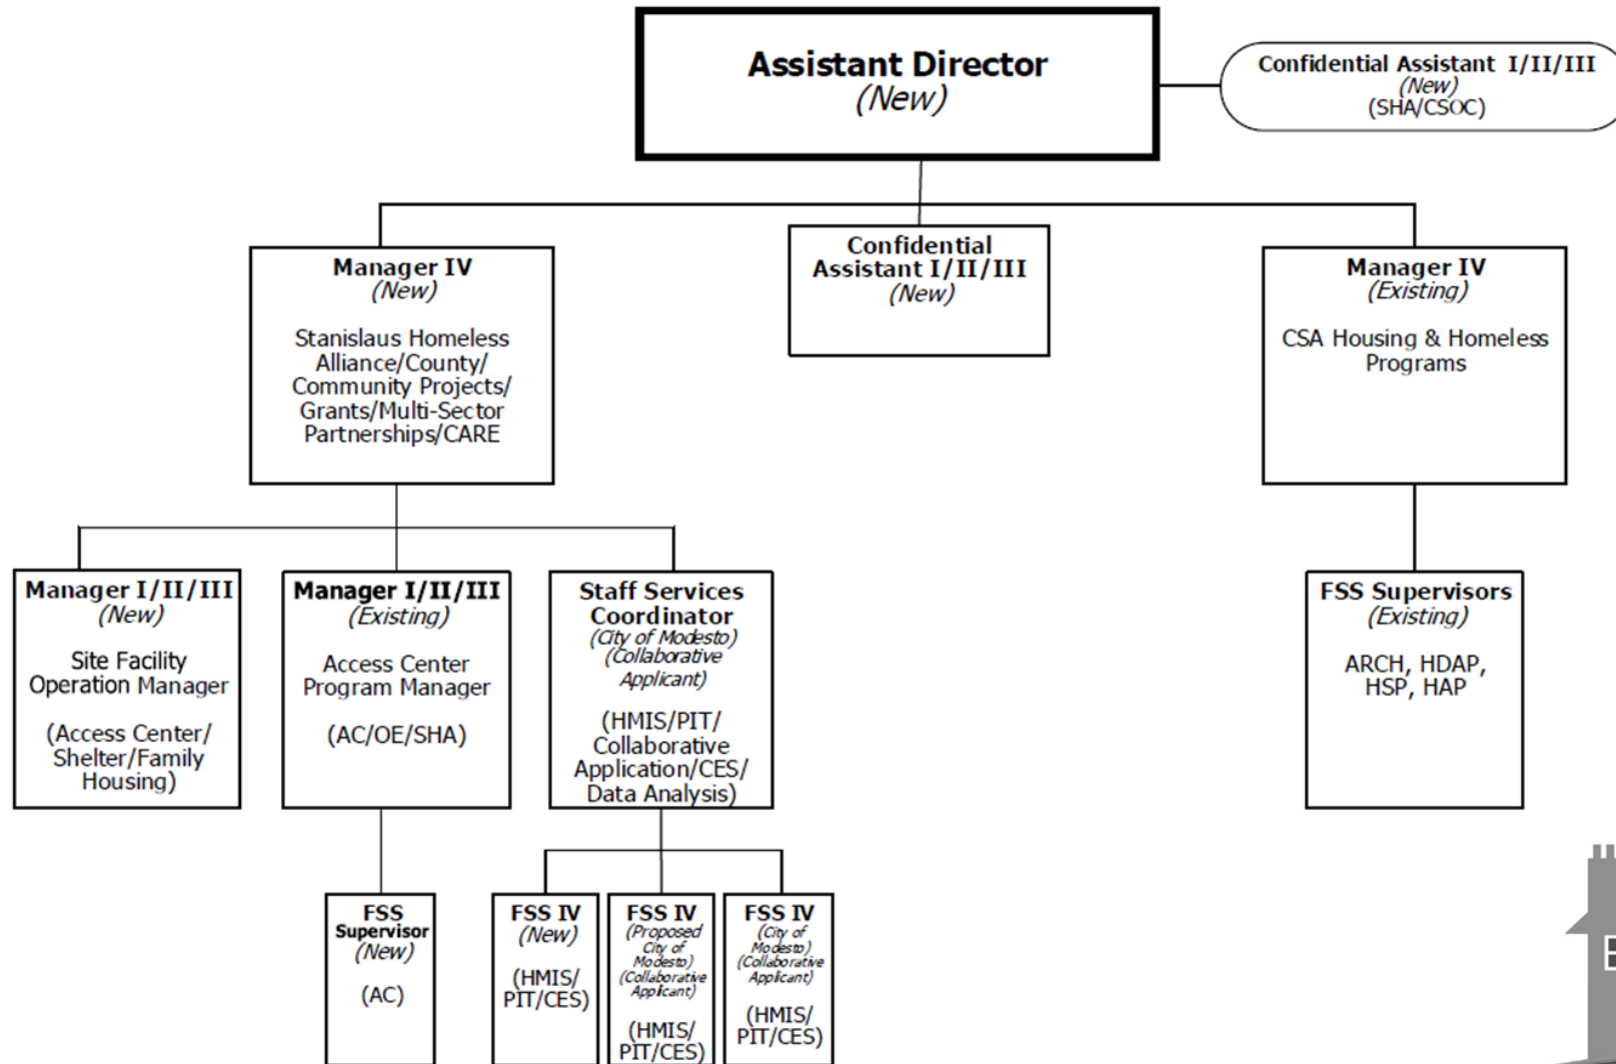 Assistant Director
(New)
Confidential Assistant I/II/III
(New)
(SHA/CSOC)
Manager IV
(New)
Stanislaus Homeless
Alliance/County/
Community Projects/
Grants/Multi-Sector
Partnerships/CARE
Confidential
Assistant I/II/III
(New)
Manager IV
(Existing)
CSA Housing & Homeless
Programs
Manager I/II/III
(New)
Site Facility
Operation Manager
(Access Center/
Shelter/Family
Housing)
Manager I/II/III
(Existing)
Access Center
Program Manager
(AC/OE/SHA)
Staff Services
Coordinator
(City of Modesto)
(Collaborative
Applicant)
(HMIS/PIT/
Collaborative
Application/CES/
Data Analysis)
FSS Supervisors
(Existing)
ARCH, HDAP,
HSP, HAP
FSS
Supervisor
(New)
(AC)
FSS IV
(New)
(HMIS/
PIT/CES)
FSS IV
(Proposed
City of
Modesto)
(Collaborative
Applicant)
(HMIS/
PIT/CES)
FSS IV
(City of
Modesto)
(Collaborative
Applicant)
(HMIS/
PIT/CES)